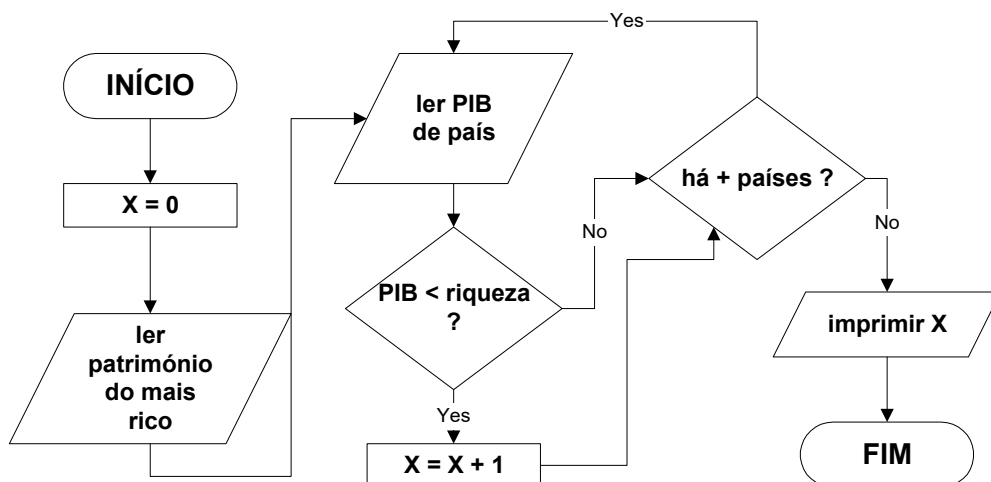 INÍCIO
X = 0
ler
património
do mais
rico
ler PIB
de país
PIB < riqueza
?
Yes
X = X + 1
No
há + países ?
Yes
No
imprimir X
FIM